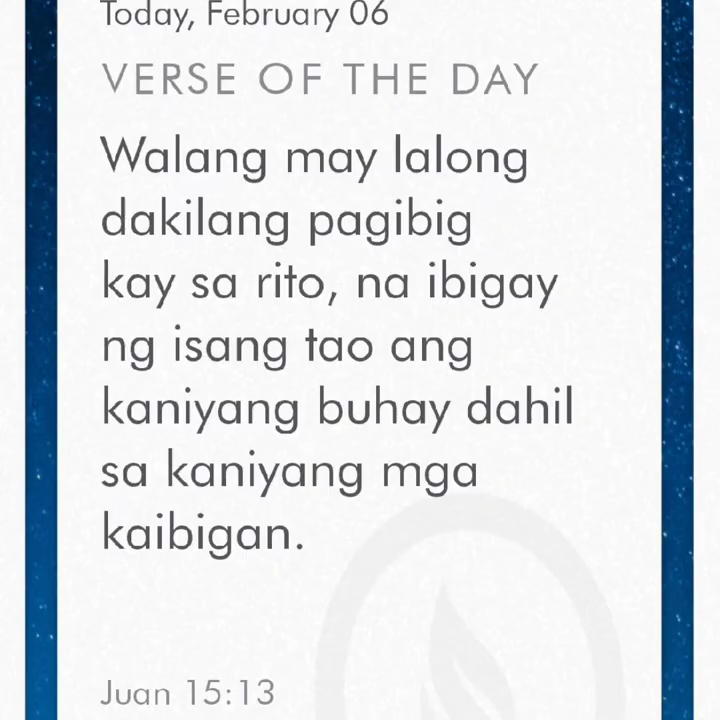 Today, February 06
VERSE OF THE DAY
Walang may lalong
dakilang pagibig
kay sa rito, na ibigay
ng isang tao ang
kaniyang buhay dahil
sa kaniyang mga
kaibigan.
Juan 15:13